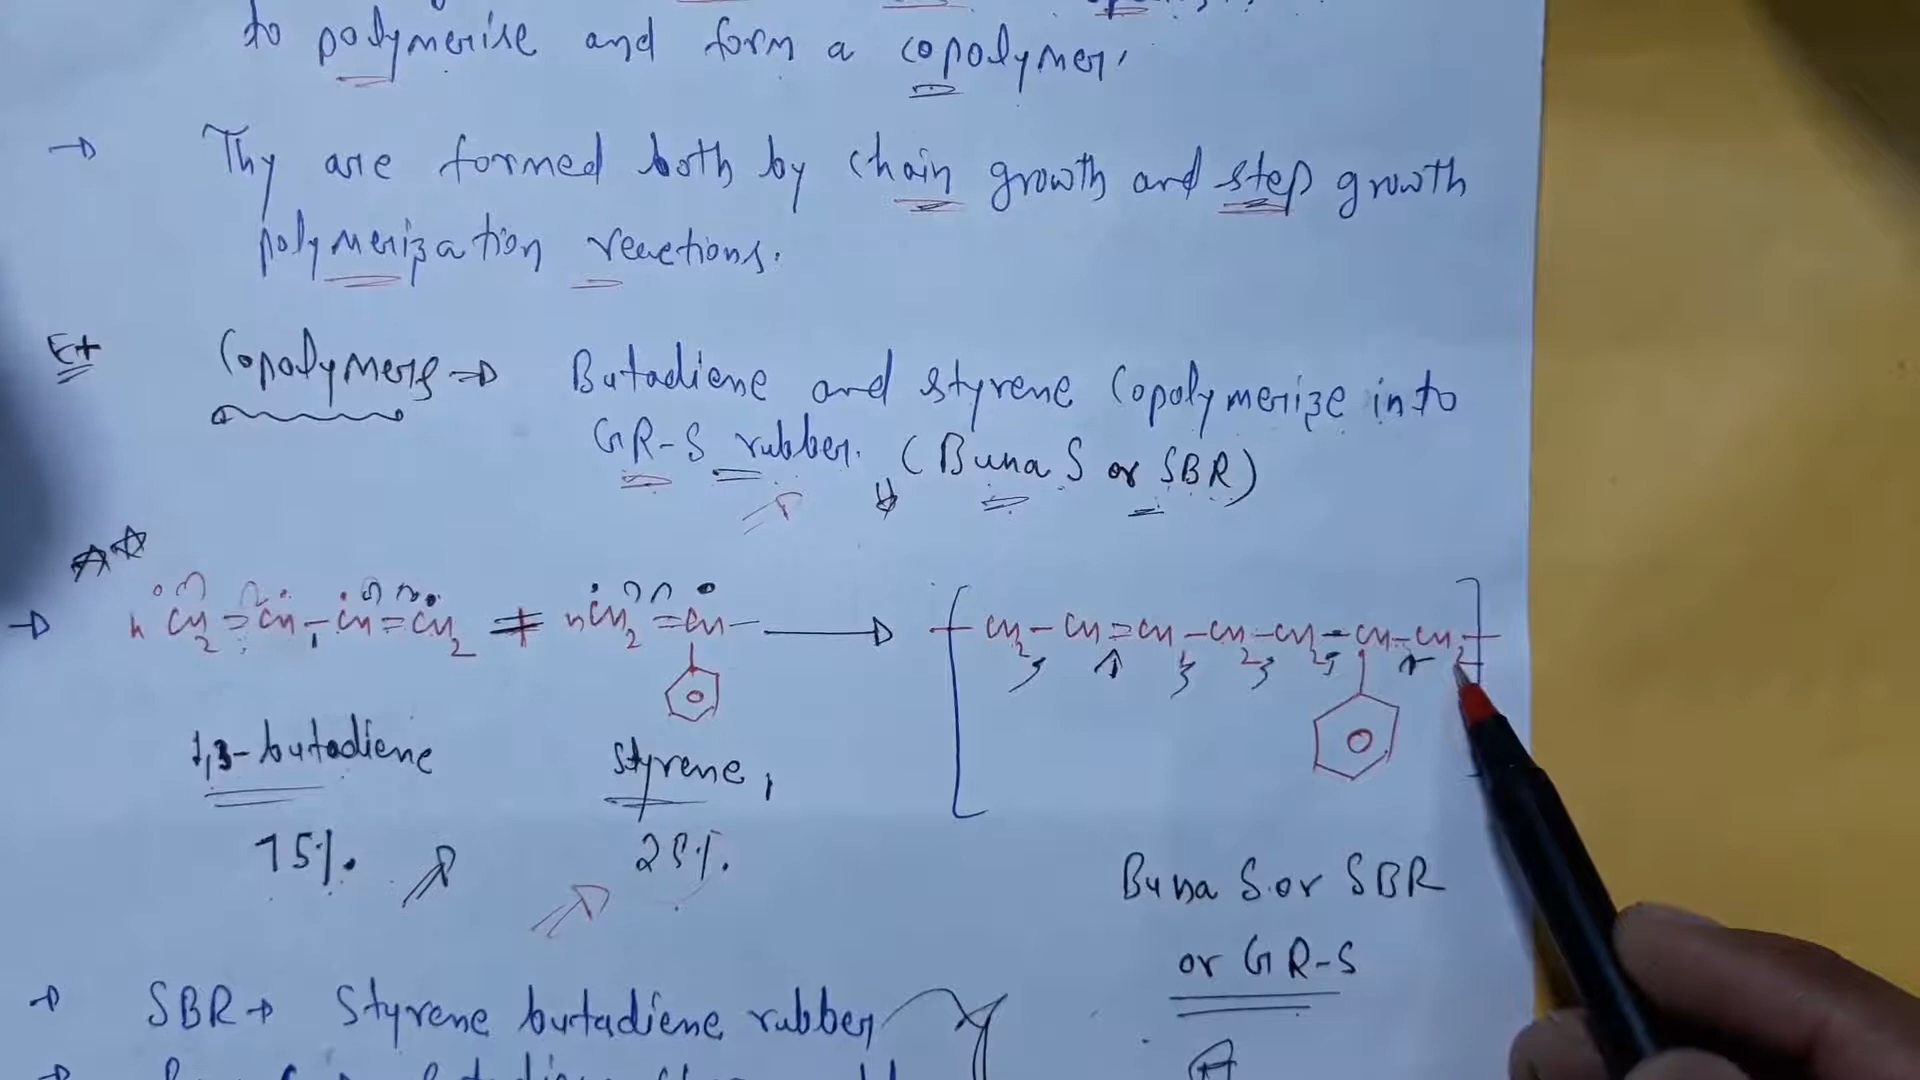 to polymerise and form a copolymer.
→ Thy are formed both by chain growth and step growth
polymerization reactions.
Ex Copolymers → Butadiene and styrene Copolymerize into
GR-S rubber. (Buna S or SBR)
→ n CH2=CH-CH=CH2 + nCH2=CH- → [-CH2-CH=CH-CH2-CH2-CH-CH2-]
1,3-butadiene styrene,
75%. 25%.
Buna S or SBR
or GR-S
→ SBR → Styrene butadiene rubber